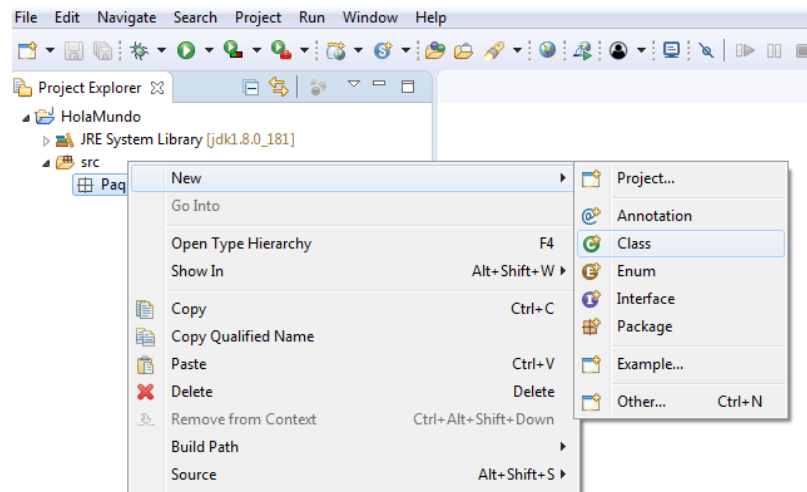 File Edit Navigate Search Project Run Window Help
Project Explorer
HolaMundo
JRE System Library [jdk1.8.0_181]
src
Paq
New
Go Into
Open Type Hierarchy F4
Show In Alt+Shift+W
Copy Ctrl+C
Copy Qualified Name
Paste Ctrl+V
Delete Delete
Remove from Context Ctrl+Alt+Shift+Down
Build Path
Source Alt+Shift+S
Project...
Annotation
Class
Enum
Interface
Package
Example...
Other... Ctrl+N